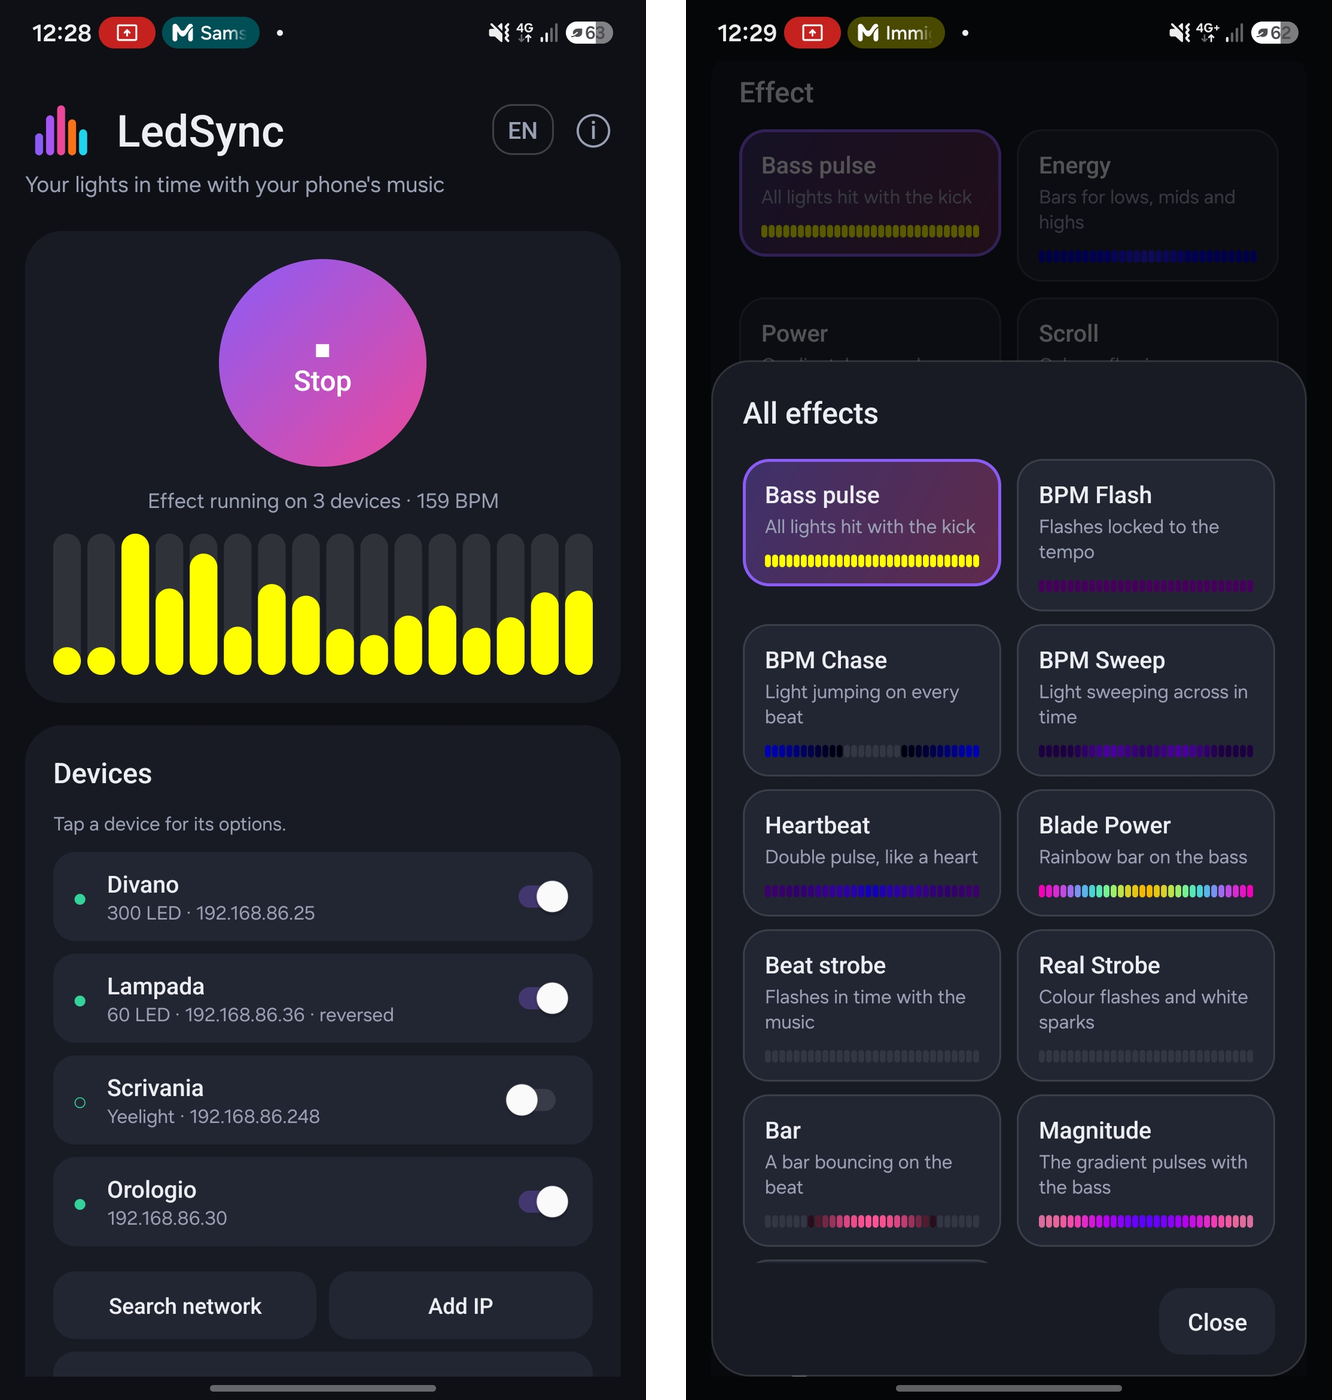 12:28
Sams
4G
63
LedSync
EN
Your lights in time with your phone's music
Stop
Effect running on 3 devices · 159 BPM
Devices
Tap a device for its options.
Divano
300 LED · 192.168.86.25
Lampada
60 LED · 192.168.86.36 · reversed
Scrivania
Yeelight · 192.168.86.248
Orologio
192.168.86.30
Search network
Add IP
12:29
Immi
4G+
62
Effect
Bass pulse
All lights hit with the kick
Energy
Bars for lows, mids and
highs
Power
Scroll
All effects
Bass pulse
All lights hit with the kick
BPM Flash
Flashes locked to the
tempo
BPM Chase
Light jumping on every
beat
BPM Sweep
Light sweeping across in
time
Heartbeat
Double pulse, like a heart
Blade Power
Rainbow bar on the bass
Beat strobe
Flashes in time with the
music
Real Strobe
Colour flashes and white
sparks
Bar
A bar bouncing on the
beat
Magnitude
The gradient pulses with
the bass
Close